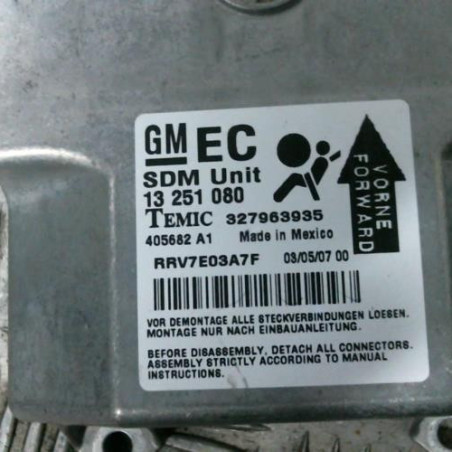 GM EC
SDM Unit
13 251 080
TEMIC 327963935
405682 A1 Made in Mexico
RRV7E03A7F 03/05/07 00
VORNE
FORWARD
VOR DEMONTAGE ALLE STECKVERBINDUNGEN LOESEN.
MONTAGE NUR NACH EINBAUANLEITUNG.
BEFORE DISASSEMBLY, DETACH ALL CONNECTORS.
ASSEMBLY STRICTLY ACCORDING TO MANUAL
INSTRUCTIONS.